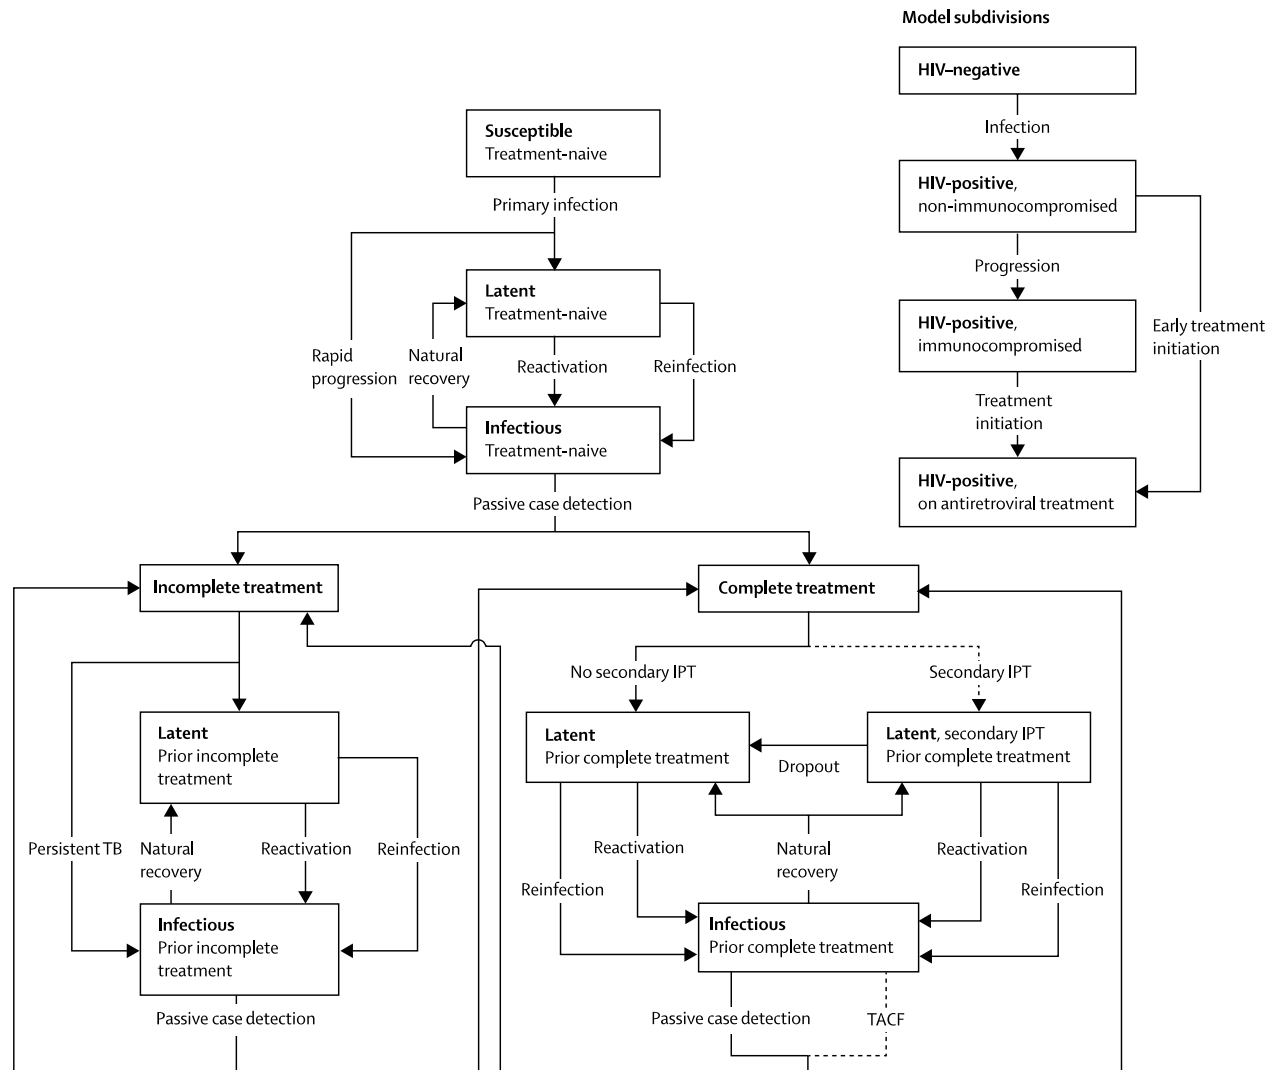 Model subdivisions
HIV–negative
Infection
HIV-positive,
non-immunocompromised
Progression
HIV-positive,
immunocompromised
Early treatment
initiation
Treatment
initiation
HIV-positive,
on antiretroviral treatment
Susceptible
Treatment-naive
Primary infection
Latent
Treatment-naive
Rapid
progression
Natural
recovery
Reactivation
Reinfection
Infectious
Treatment-naive
Passive case detection
Incomplete treatment
Complete treatment
No secondary IPT
Secondary IPT
Latent
Prior incomplete
treatment
Persistent TB
Natural
recovery
Reactivation
Reinfection
Infectious
Prior incomplete
treatment
Passive case detection
Latent
Prior complete treatment
Dropout
Latent, secondary IPT
Prior complete treatment
Reinfection
Reactivation
Natural
recovery
Reactivation
Reinfection
Infectious
Prior complete treatment
Passive case detection
TACF